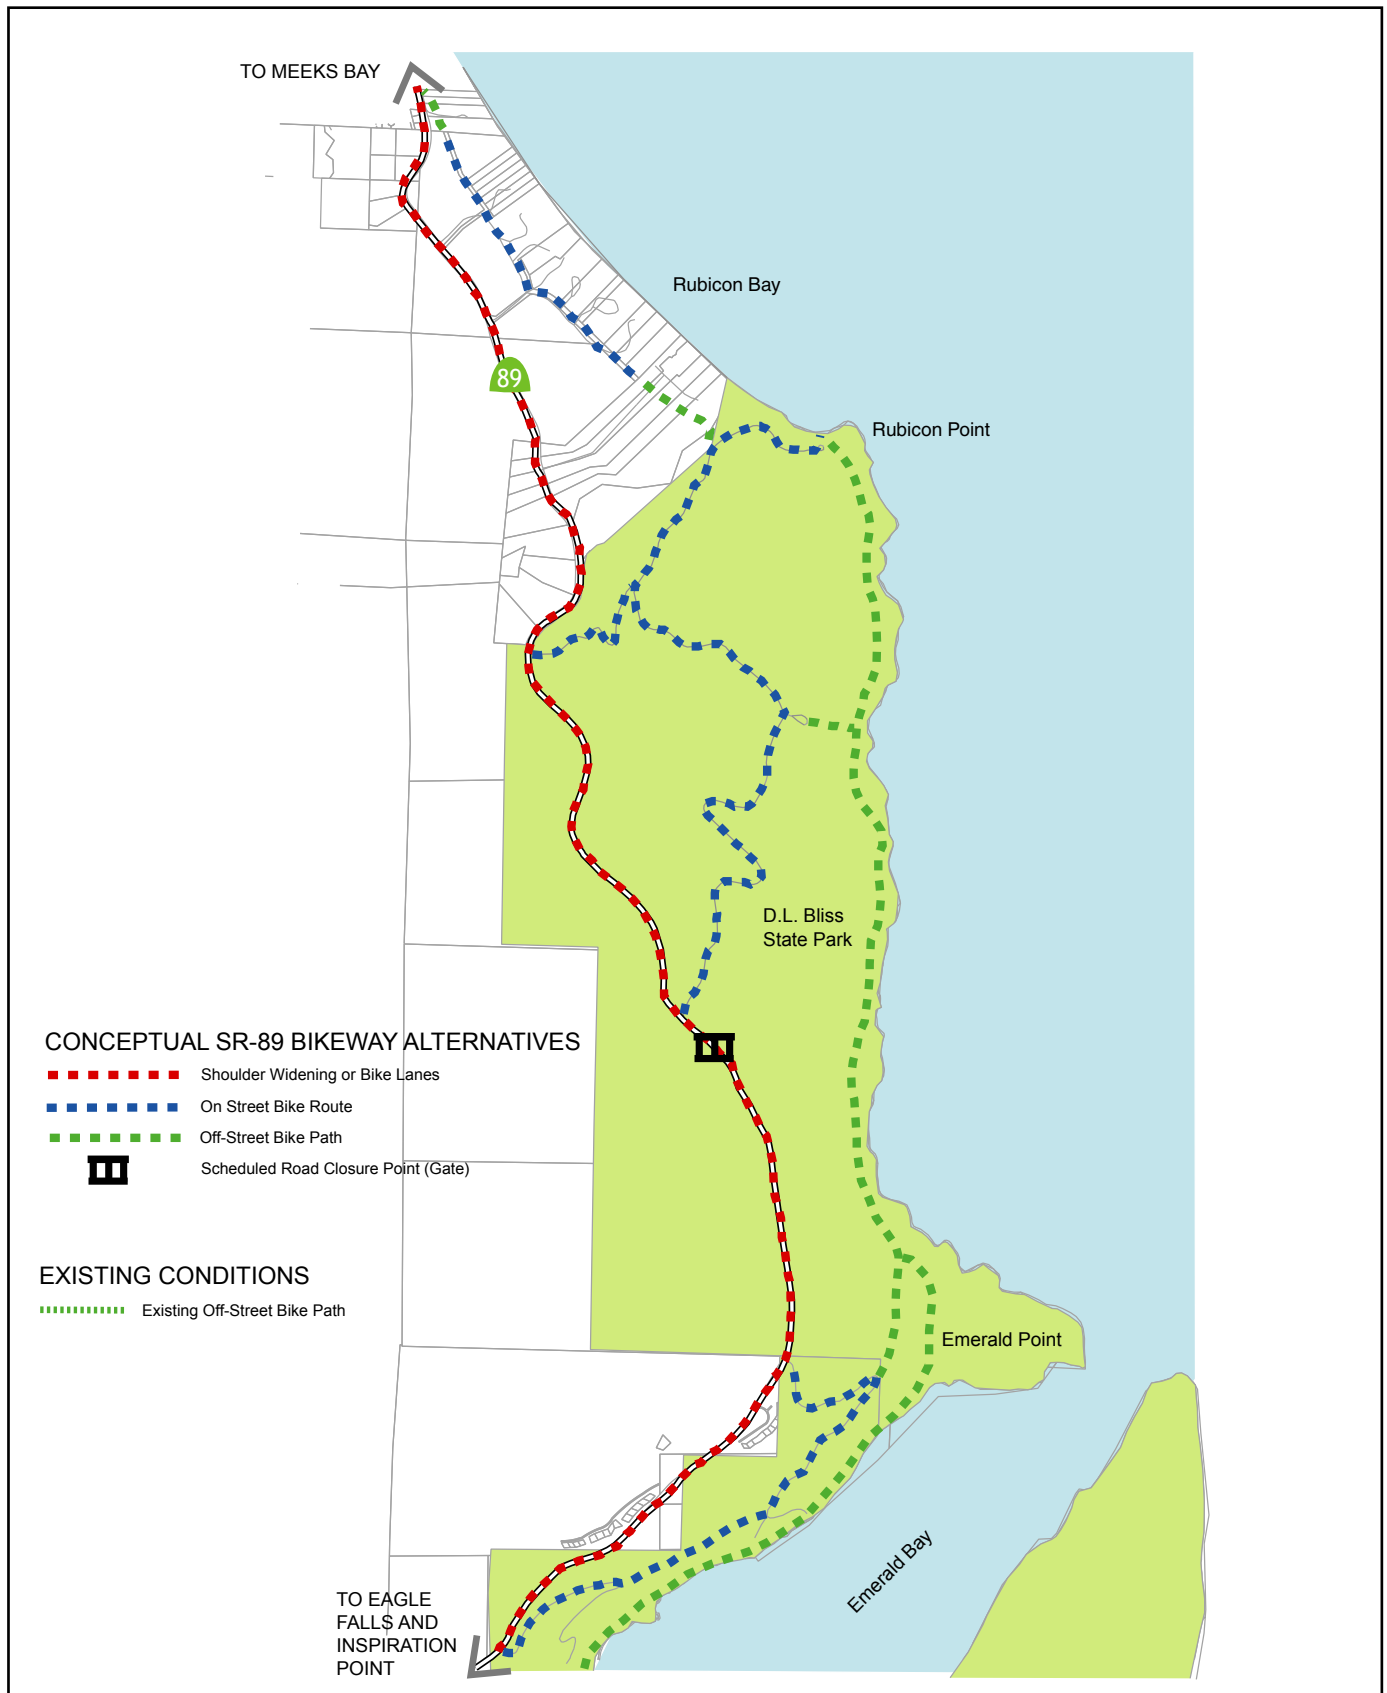 TO MEEKS BAY
Rubicon Bay
89
Rubicon Point
D.L. Bliss
State Park
CONCEPTUAL SR-89 BIKEWAY ALTERNATIVES
Shoulder Widening or Bike Lanes
On Street Bike Route
Off-Street Bike Path
Scheduled Road Closure Point (Gate)
EXISTING CONDITIONS
Existing Off-Street Bike Path
Emerald Point
Emerald Bay
TO EAGLE
FALLS AND
INSPIRATION
POINT